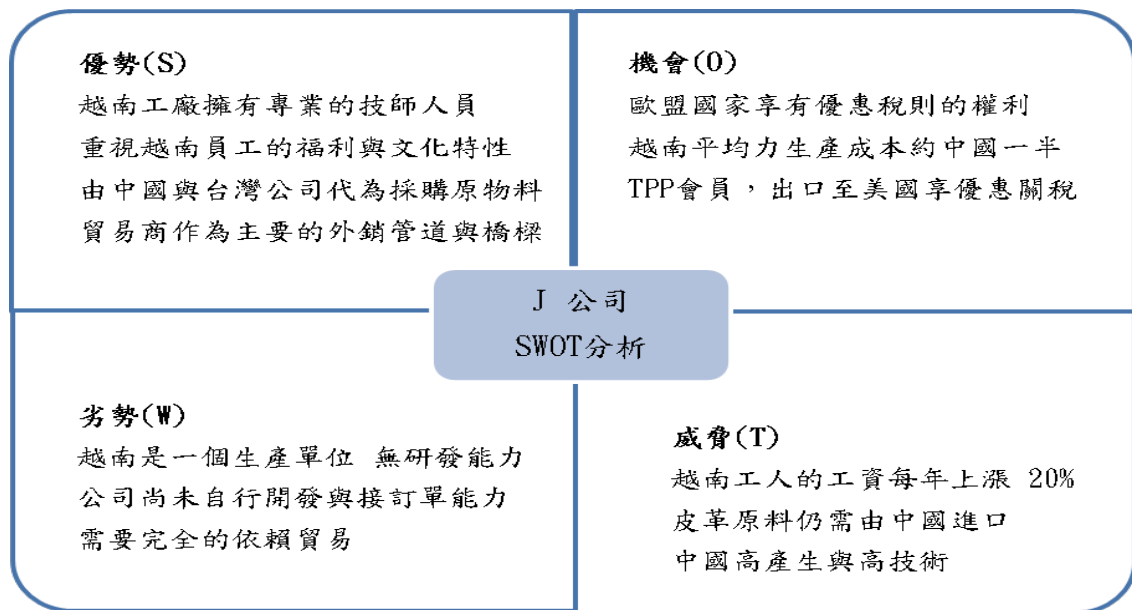 優勢(S)
越南工廠擁有專業的技師人員
重視越南員工的福利與文化特性
由中國與台灣公司代為採購原物料
貿易商作為主要的外銷管道與橋樑
機會(O)
歐盟國家享有優惠稅則的權利
越南平均力生產成本約中國一半
TPP會員，出口至美國享優惠關稅
J 公司
SWOT分析
劣勢(W)
越南是一個生產單位 無研發能力
公司尚未自行開發與接訂單能力
需要完全的依賴貿易
威脅(T)
越南工人的工資每年上漲 20%
皮革原料仍需由中國進口
中國高產生與高技術